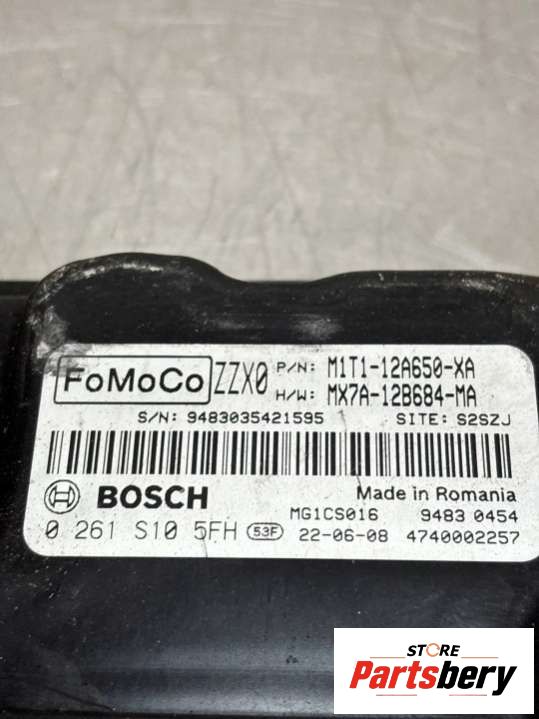 FoMoCo ZZX0 P/N: M1T1-12A650-XA
H/W: MX7A-12B684-MA
S/N: 9483035421595 SITE: S2SZJ
BOSCH Made in Romania
MG1CS016 9483 0454
0 261 S10 5FH 53F 22-06-08 4740002257
STORE
Partsbery